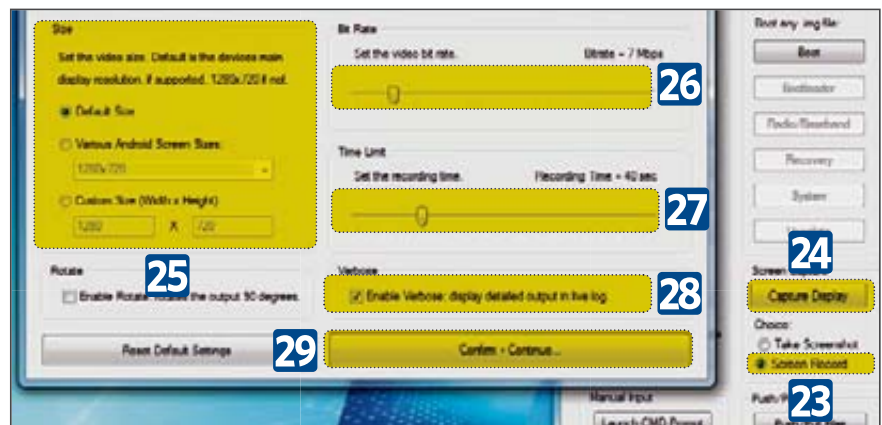 Size
Set the video size. Default is the devices main
display resolution, if supported, 1280x720 if not.
Default Size
Various Android Screen Sizes:
1280x720
Custom Size (Width x Height)
1280 X 720
25
Rotate
Enable Rotate: the output 90 degrees.
Reset Default Settings
29
Bit Rate
Set the video bit rate. Bitrate = 7 Mbps
26
Time Limit
Set the recording time. Recording Time = 40 sec
27
Verbose
Enable Verbose: display detailed output in live log.
28
Confirm + Continue...
Boot any .img file:
Boot
Bootloader
Radio/Baseband
Recovery
System
24
Screen
Capture Display
Choice:
Take Screenshot
Screen Record
23
Manual Input
Launch CMD Prompt